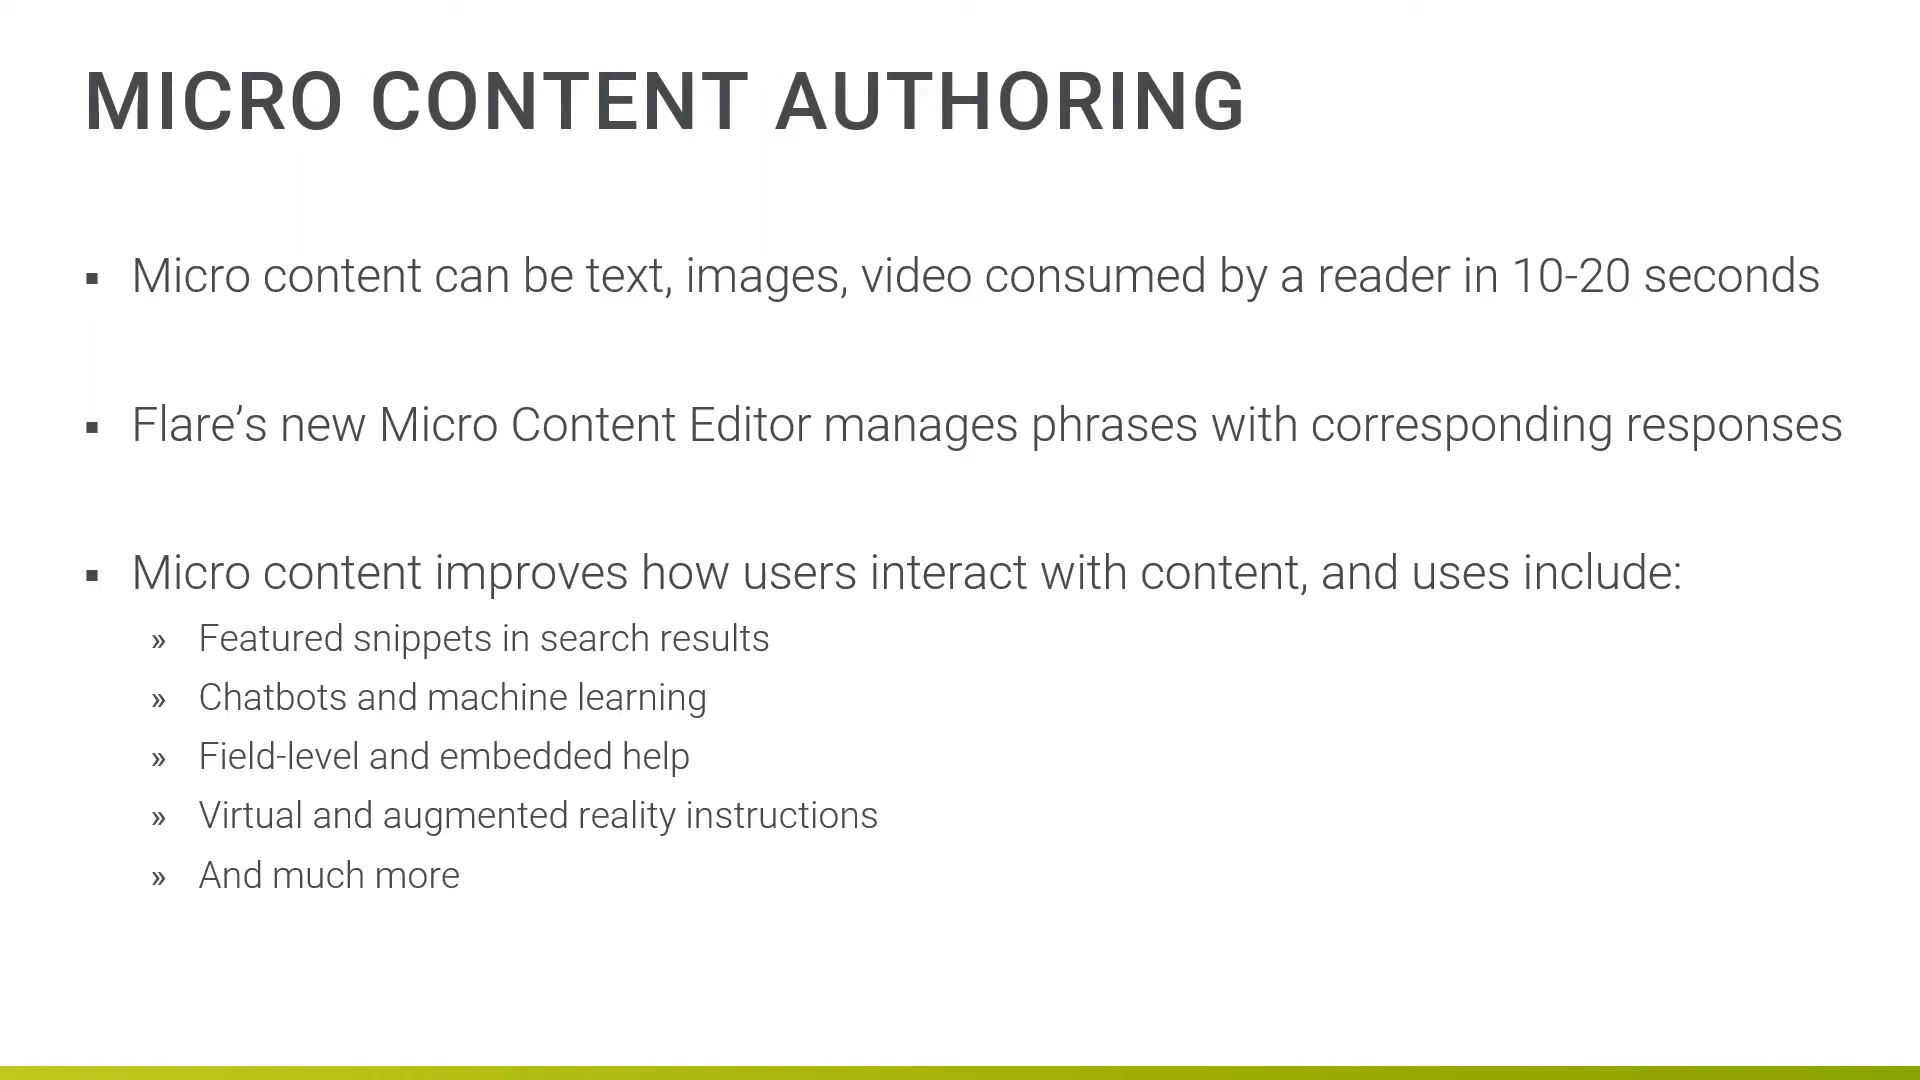 MICRO CONTENT AUTHORING
▪ Micro content can be text, images, video consumed by a reader in 10-20 seconds
▪ Flare’s new Micro Content Editor manages phrases with corresponding responses
▪ Micro content improves how users interact with content, and uses include:
» Featured snippets in search results
» Chatbots and machine learning
» Field-level and embedded help
» Virtual and augmented reality instructions
» And much more